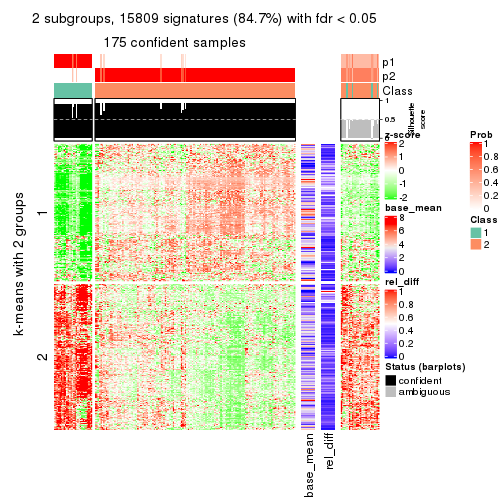 2 subgroups, 15809 signatures (84.7%) with fdr < 0.05
175 confident samples
p1
p2
Class
1
0.5
0
Silhouette
score
k-means with 2 groups
1
2
base_mean
rel_diff
z-score
2
1
0
-1
-2
base_mean
8
6
4
2
0
rel_diff
1
0.8
0.6
0.4
0.2
0
Status (barplots)
confident
ambiguous
Prob
1
0.8
0.6
0.4
0.2
0
Class
1
2